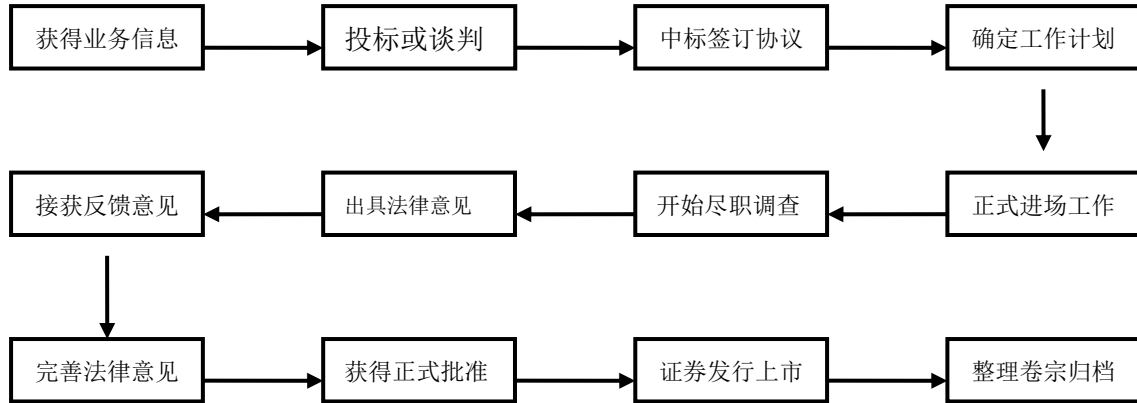 获得业务信息
投标或谈判
中标签订协议
确定工作计划
正式进场工作
开始尽职调查
出具法律意见
接获反馈意见
完善法律意见
获得正式批准
证券发行上市
整理卷宗归档